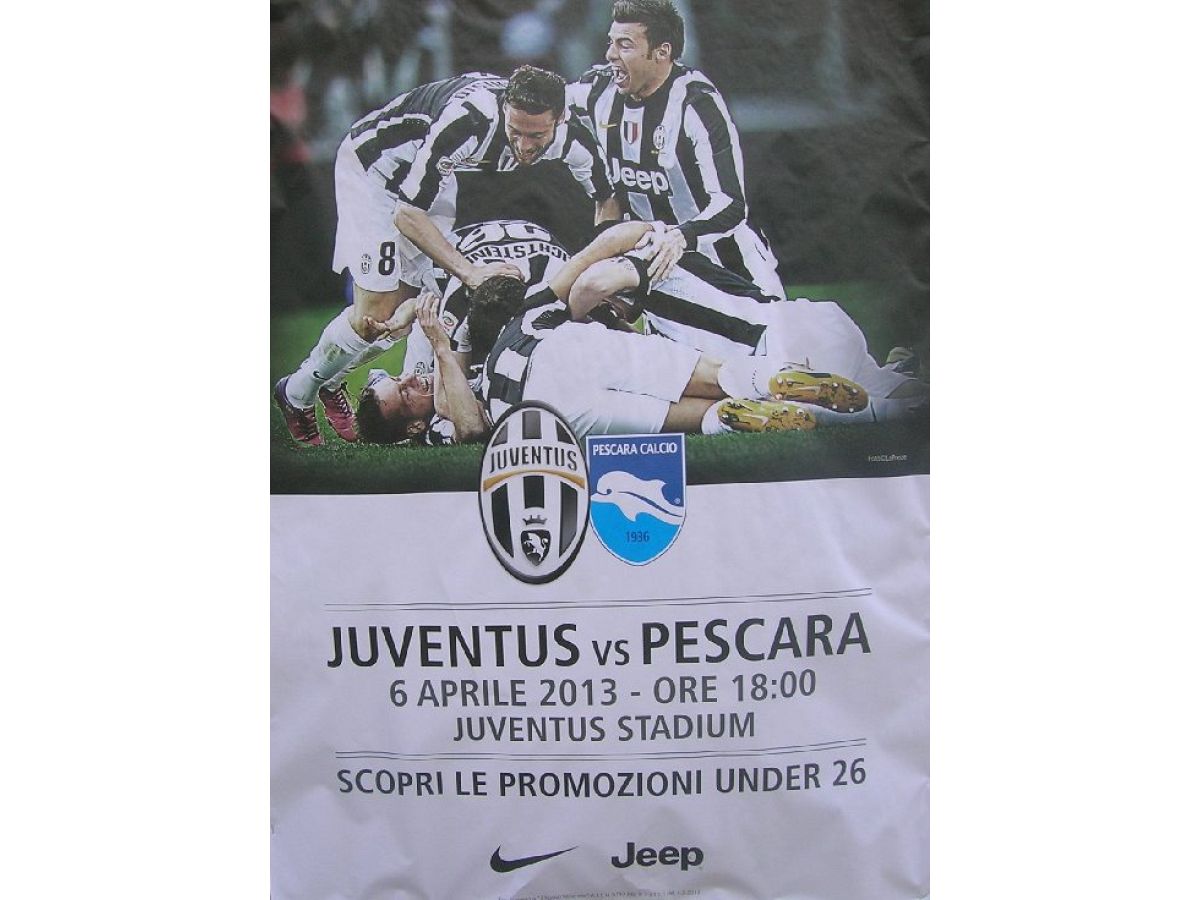 8
Jeep
JUVENTUS
PESCARA CALCIO
1936
JUVENTUS VS PESCARA
6 APRILE 2013 - ORE 18:00
JUVENTUS STADIUM
SCOPRI LE PROMOZIONI UNDER 26
Jeep